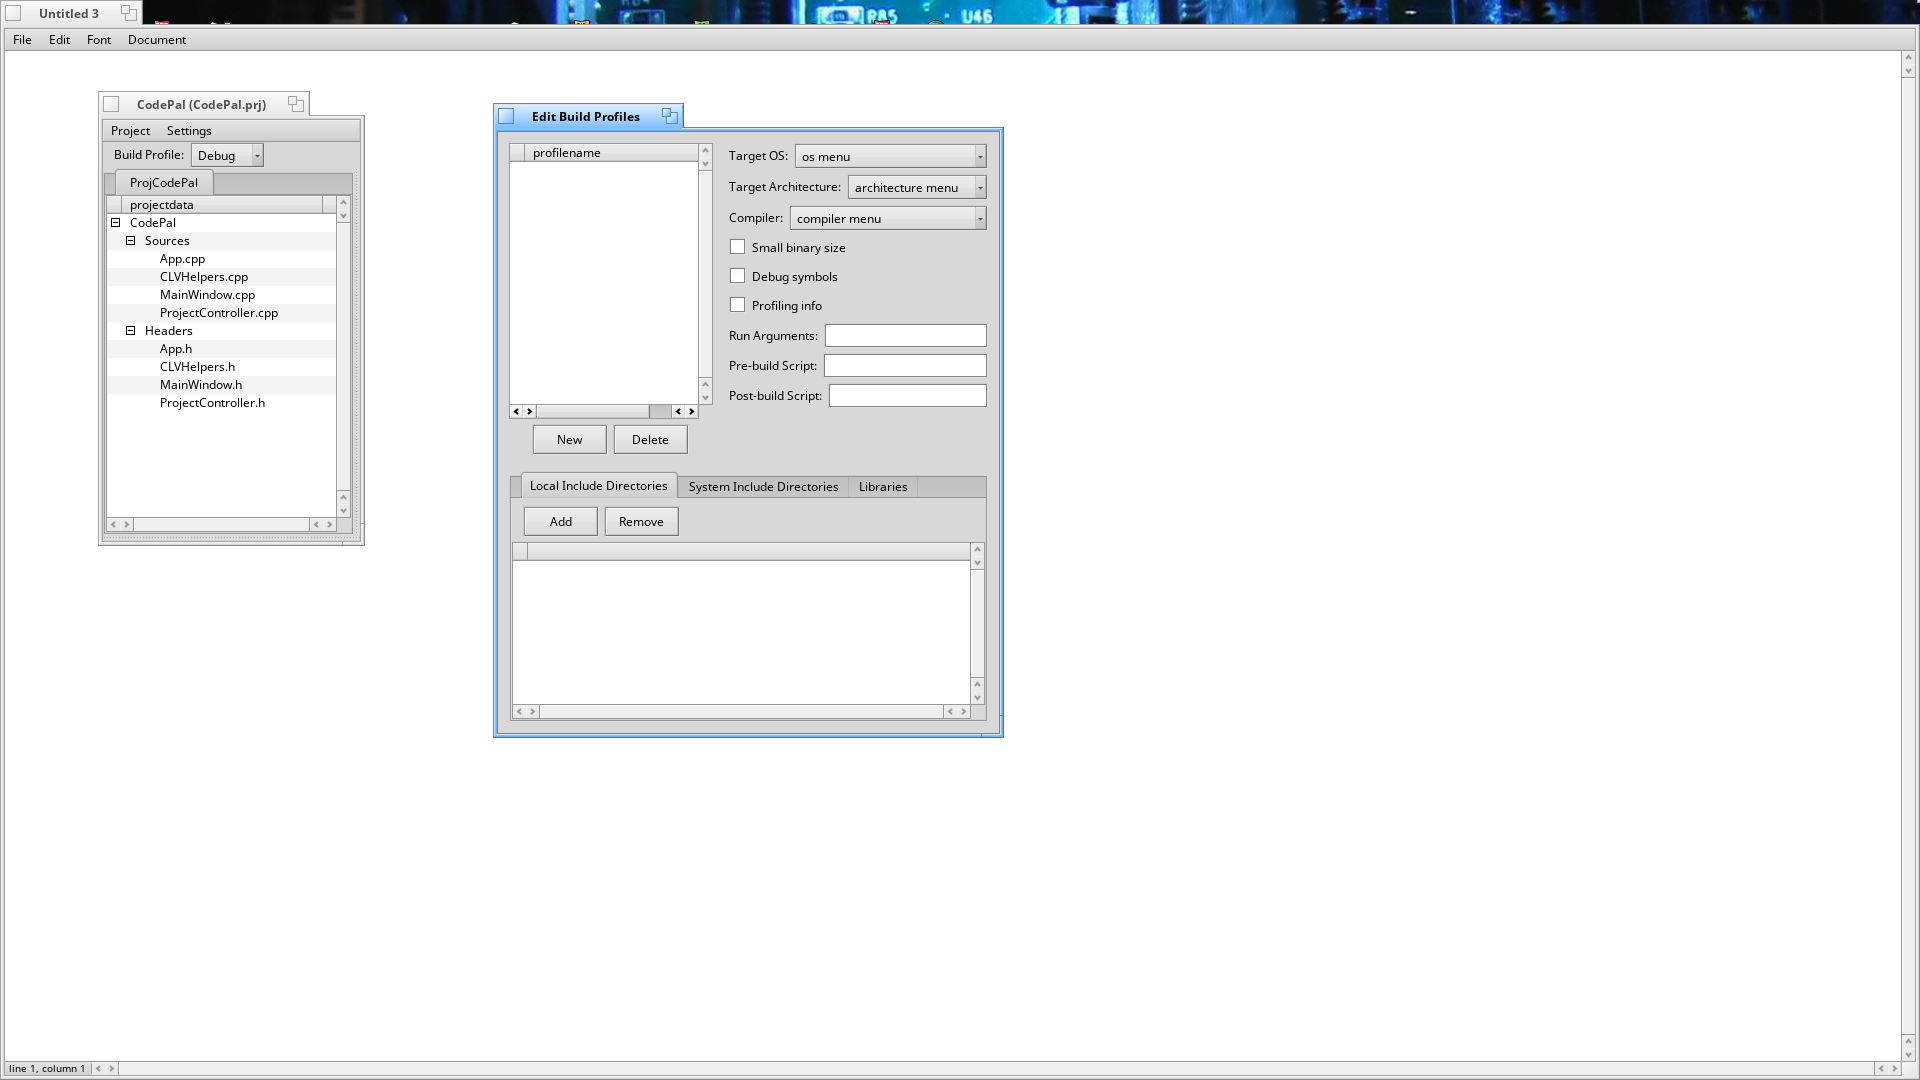 Untitled 3
R85 U46
File Edit Font Document
CodePal (CodePal.prj)
Project Settings
Build Profile: Debug
ProjCodePal
projectdata
CodePal
Sources
App.cpp
CLVHelpers.cpp
MainWindow.cpp
ProjectController.cpp
Headers
App.h
CLVHelpers.h
MainWindow.h
ProjectController.h
Edit Build Profiles
profilename
New Delete
Target OS: os menu
Target Architecture: architecture menu
Compiler: compiler menu
Small binary size
Debug symbols
Profiling info
Run Arguments:
Pre-build Script:
Post-build Script:
Local Include Directories System Include Directories Libraries
Add Remove
line 1, column 1